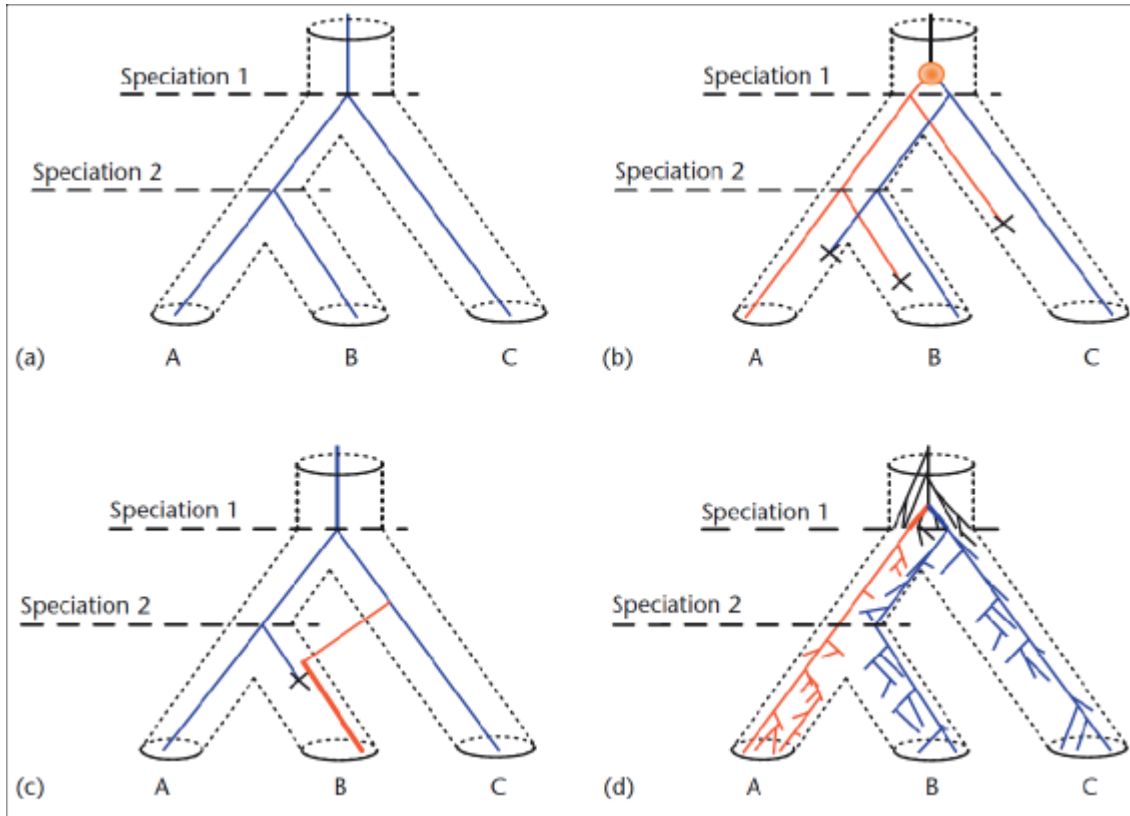 Speciation 1
Speciation 2
(a) A B C
Speciation 1
Speciation 2
(b) A B C
Speciation 1
Speciation 2
(c) A B C
Speciation 1
Speciation 2
(d) A B C